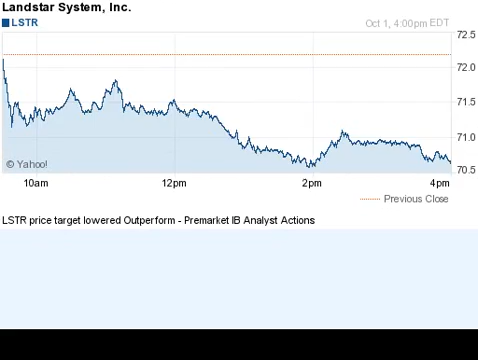 Landstar System, Inc.
LSTR
Oct 1, 4:00pm EDT
72.5
72.0
71.5
71.0
70.5
© Yahoo!
10am 12pm 2pm 4pm
Previous Close
LSTR price target lowered Outperform - Premarket IB Analyst Actions